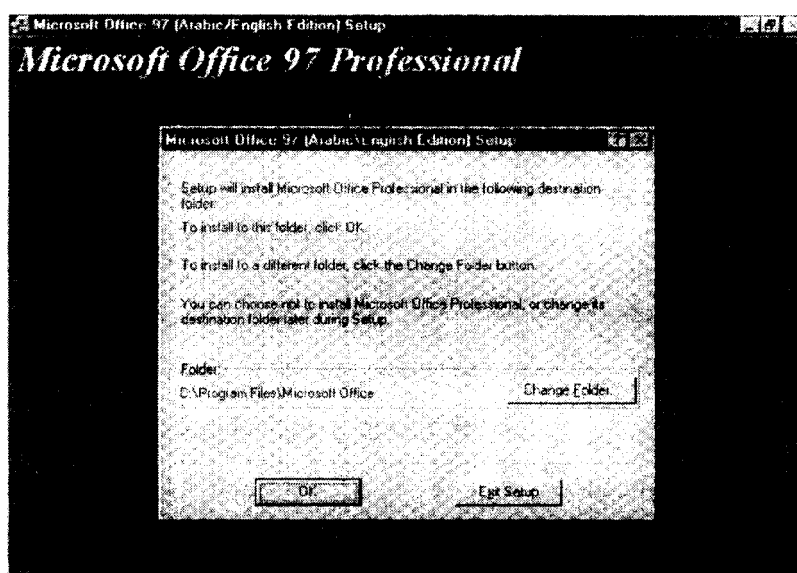 Microsoft Office 97 (Arabic/English Edition) Setup
Microsoft Office 97 Professional
Microsoft Office 97 (Arabic\English Edition) Setup
Setup will install Microsoft Office Professional in the following destination
folder.
To install to this folder, click OK.
To install to a different folder, click the Change Folder button.
You can choose not to install Microsoft Office Professional, or change its
destination folder later during Setup.
Folder:
C:\Program Files\Microsoft Office
Change Folder...
OK
Exit Setup